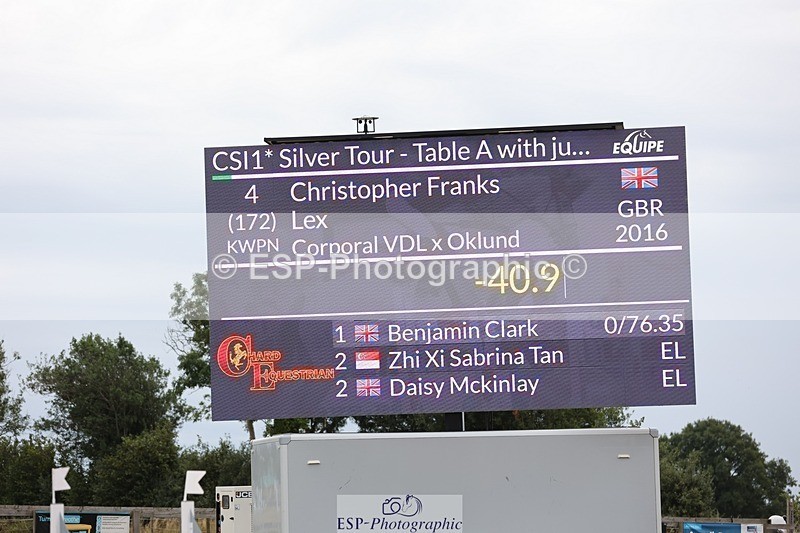 CSI1* Silver Tour - Table A with ju...
EQUIPE
4 Christopher Franks
(172) Lex GBR
KWPN Corporal VDL x Oklund 2016
© ESP-Photographic ©
-40.9
1 Benjamin Clark 0/76.35
2 Zhi Xi Sabrina Tan EL
2 Daisy Mckinlay EL
CHARD
EQUESTRIAN
JCB
ESP-Photographic